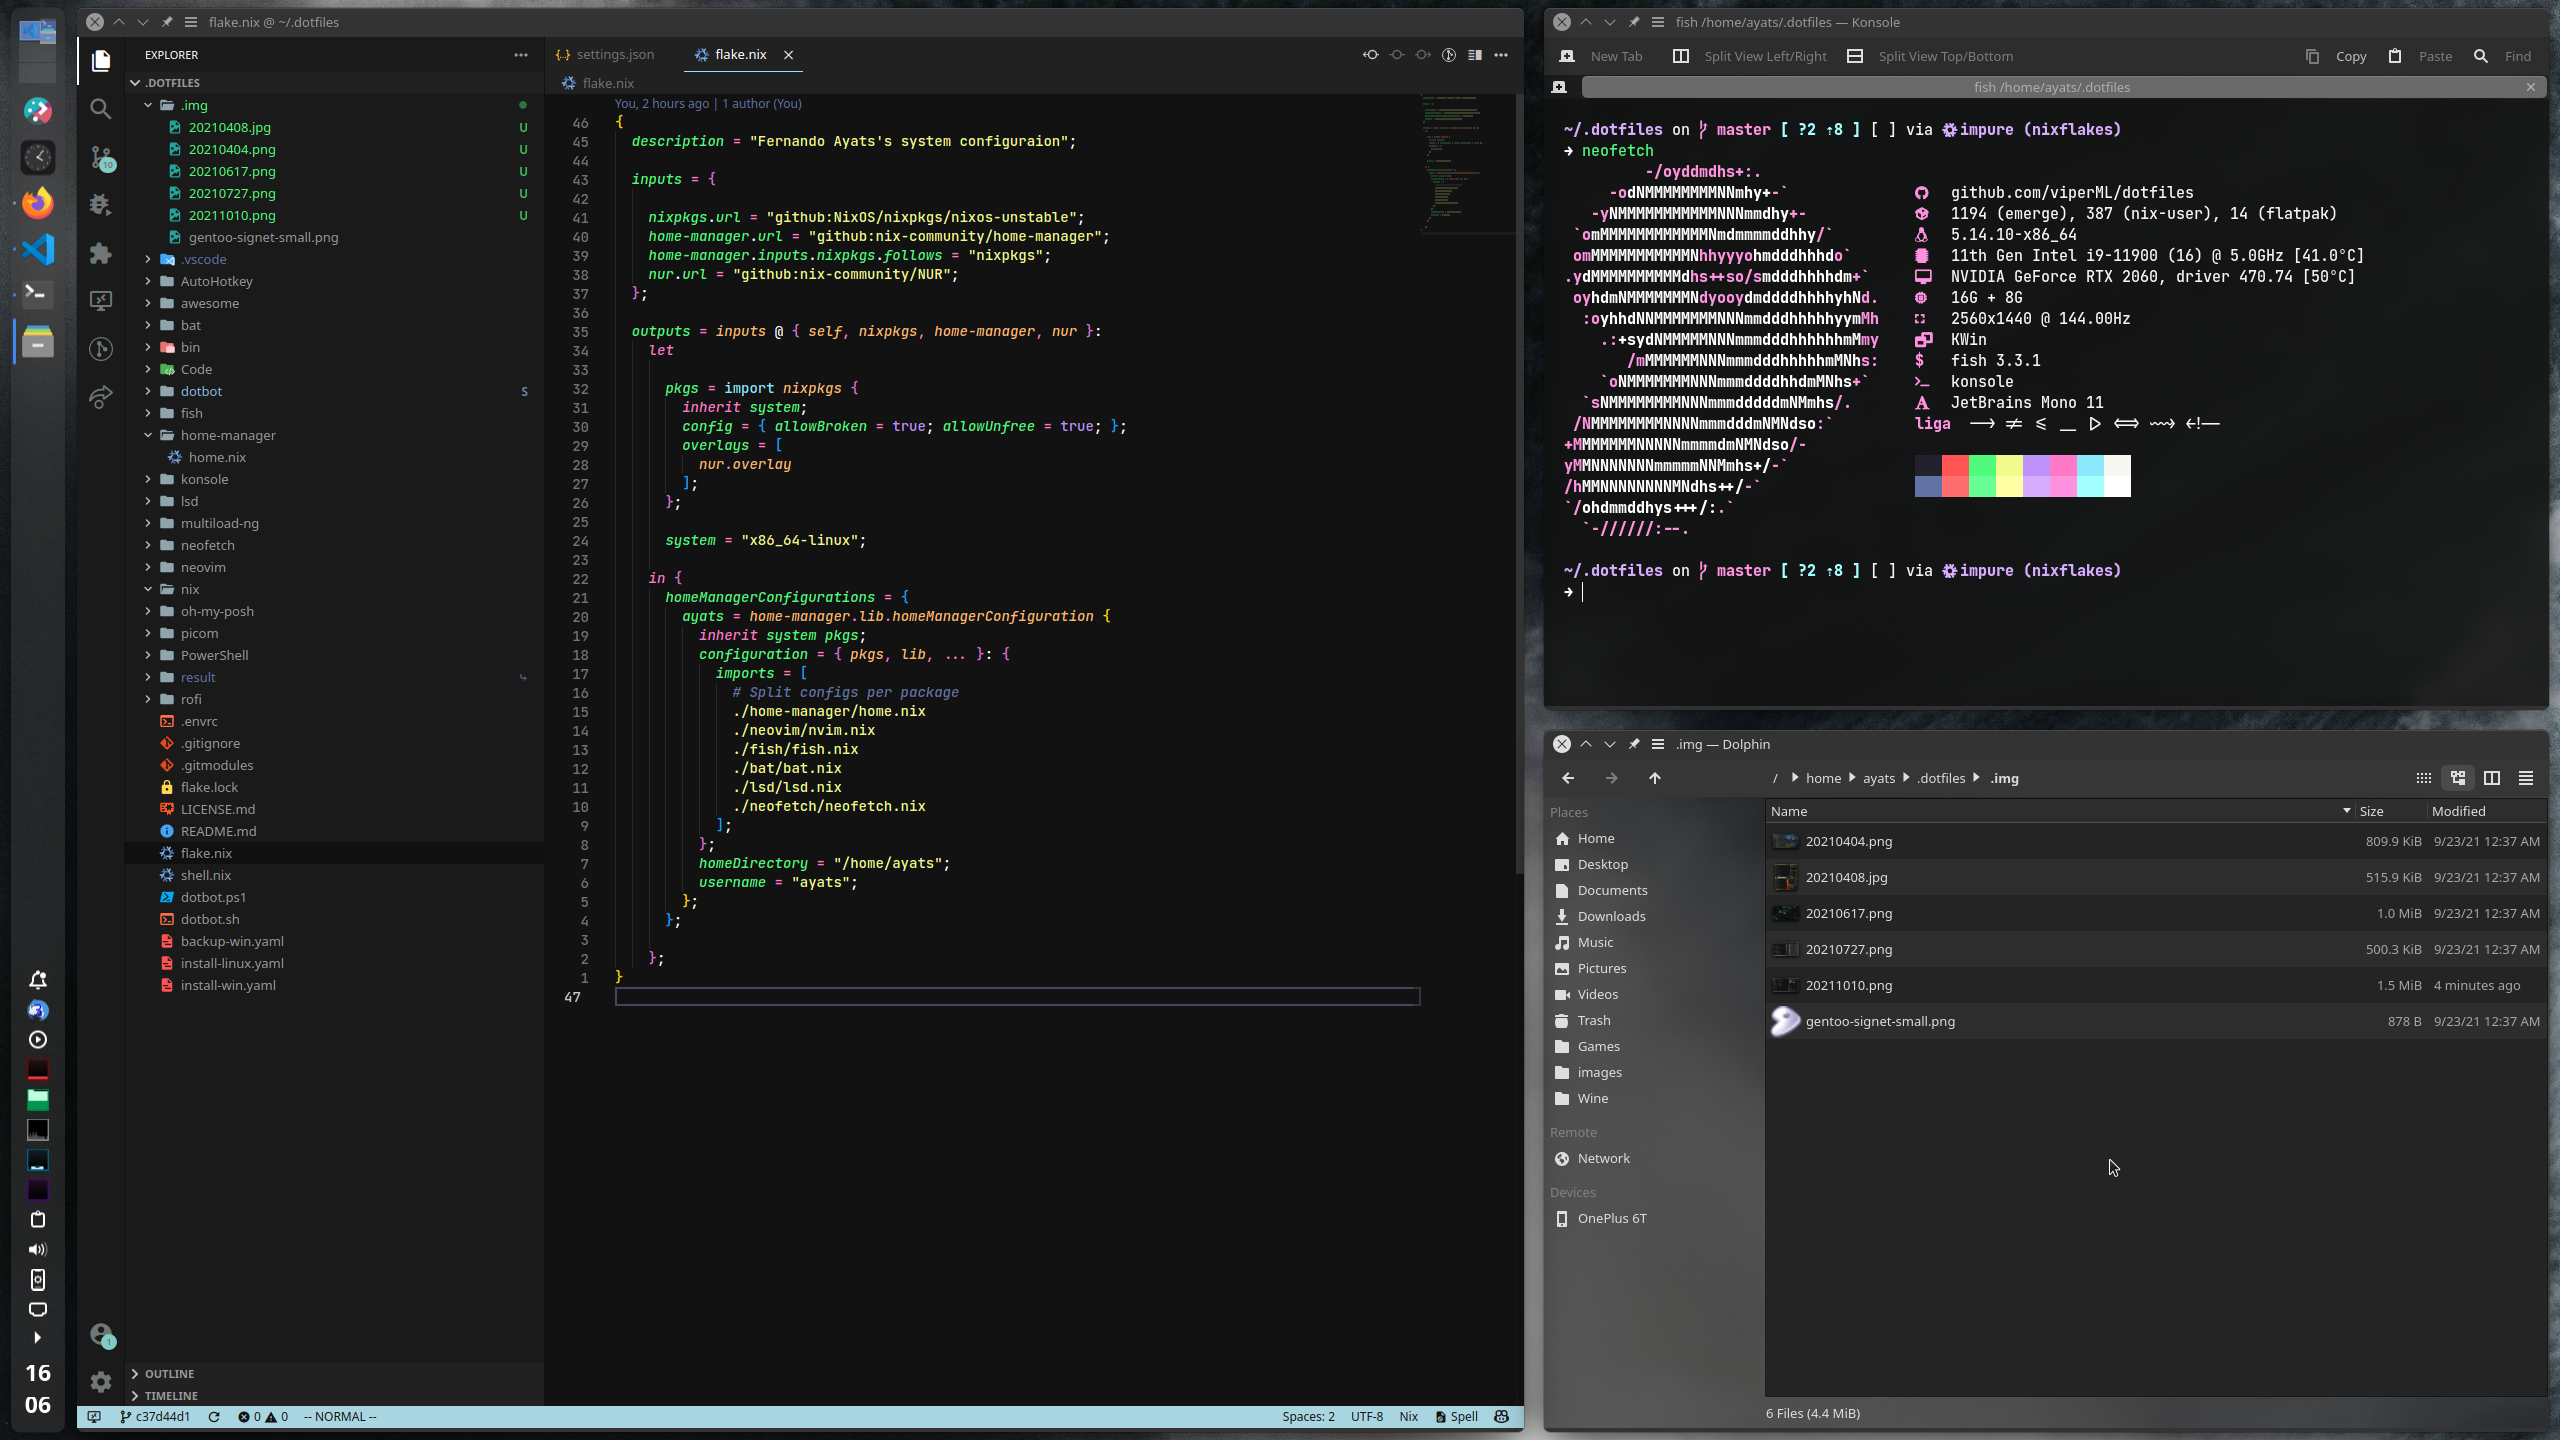 flake.nix @ ~/.dotfiles
EXPLORER
.DOTFILES
.img
20210408.jpg U
20210404.png U
20210617.png U
20210727.png U
20211010.png U
gentoo-signet-small.png
.vscode
AutoHotkey
awesome
bat
bin
Code
dotbot S
fish
home-manager
home.nix
konsole
lsd
multiload-ng
neofetch
neovim
nix
oh-my-posh
picom
PowerShell
result
rofi
.envrc
.gitignore
.gitmodules
flake.lock
LICENSE.md
README.md
flake.nix
shell.nix
dotbot.ps1
dotbot.sh
backup-win.yaml
install-linux.yaml
install-win.yaml
OUTLINE
TIMELINE
10
1
16
06
settings.json
flake.nix
flake.nix
You, 2 hours ago | 1 author (You)
46 {
45 description = "Fernando Ayats's system configuraion";
44
43 inputs = {
42
41 nixpkgs.url = "github:NixOS/nixpkgs/nixos-unstable";
40 home-manager.url = "github:nix-community/home-manager";
39 home-manager.inputs.nixpkgs.follows = "nixpkgs";
38 nur.url = "github:nix-community/NUR";
37 };
36
35 outputs = inputs @ { self, nixpkgs, home-manager, nur }:
34 let
33
32 pkgs = import nixpkgs {
31 inherit system;
30 config = { allowBroken = true; allowUnfree = true; };
29 overlays = [
28 nur.overlay
27 ];
26 };
25
24 system = "x86_64-linux";
23
22 in {
21 homeManagerConfigurations = {
20 ayats = home-manager.lib.homeManagerConfiguration {
19 inherit system pkgs;
18 configuration = { pkgs, lib, ... }: {
17 imports = [
16 # Split configs per package
15 ./home-manager/home.nix
14 ./neovim/nvim.nix
13 ./fish/fish.nix
12 ./bat/bat.nix
11 ./lsd/lsd.nix
10 ./neofetch/neofetch.nix
9 ];
8 };
7 homeDirectory = "/home/ayats";
6 username = "ayats";
5 };
4 };
3
2 };
1 }
47
c37d44d1 0 0 -- NORMAL -- Spaces: 2 UTF-8 Nix Spell
fish /home/ayats/.dotfiles — Konsole
New Tab Split View Left/Right Split View Top/Bottom Copy Paste Find
fish /home/ayats/.dotfiles
~/.dotfiles on master [ ?2 ⇡8 ] [ ] via impure (nixflakes)
➜ neofetch
-/oyddmdhs+:.
-odNMMMMMMMMNNmhy+-` github.com/viperML/dotfiles
-yNMMMMMMMMMMMNNNmmdhy+- 1194 (emerge), 387 (nix-user), 14 (flatpak)
`omMMMMMMMMMMMMNmdmmmmddhhy/` 5.14.10-x86_64
omMMMMMMMMMMMNhhyyyohmdddhhhdo` 11th Gen Intel i9-11900 (16) @ 5.0GHz [41.0°C]
.ydMMMMMMMMMMdhs++so/smdddhhhhdm+` NVIDIA GeForce RTX 2060, driver 470.74 [50°C]
oyhdmNMMMMMMMNdyooydmddddhhhhyhNd. 16G + 8G
:oyhhdNNMMMMMMMNNNmmdddhhhhhyymMh 2560x1440 @ 144.00Hz
.:+sydNMMMMMNNNmmmdddhhhhhhmMmy KWin
/mMMMMMMNNNmmmdddhhhhhmMNhs: fish 3.3.1
`oNMMMMMMMNNNmmmddddhhdmMNhs+` konsole
`sNMMMMMMMMNNNmmmdddddmNMmhs/. JetBrains Mono 11
/NMMMMMMMMNNNNmmmdddmNMNdso:` liga ⟶ ≠ ≤ __ ▷ ⟺ ⟿ <!--
+MMMMMMMNNNNNmmmmdmNMNdso/-
yMMNNNNNNNmmmmmNNMmhs+/-`
/hMMNNNNNNNNMNdhs++/-`
`/ohdmmddhys+++/:.`
`-//////:--.
~/.dotfiles on master [ ?2 ⇡8 ] [ ] via impure (nixflakes)
➜
.img — Dolphin
/ home ayats .dotfiles .img
Places
Home
Desktop
Documents
Downloads
Music
Pictures
Videos
Trash
Games
images
Wine
Remote
Network
Devices
OnePlus 6T
Name Size Modified
20210404.png 809.9 KiB 9/23/21 12:37 AM
20210408.jpg 515.9 KiB 9/23/21 12:37 AM
20210617.png 1.0 MiB 9/23/21 12:37 AM
20210727.png 500.3 KiB 9/23/21 12:37 AM
20211010.png 1.5 MiB 4 minutes ago
gentoo-signet-small.png 878 B 9/23/21 12:37 AM
6 Files (4.4 MiB)